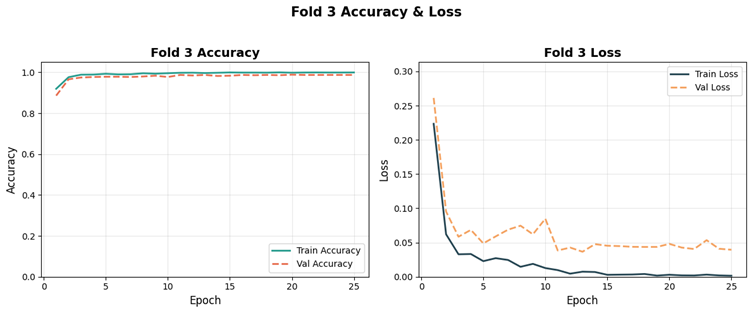 Fold 3 Accuracy & Loss
Fold 3 Accuracy
1.0
0.8
0.6
0.4
0.2
0.0
Accuracy
0
5
10
15
20
25
Epoch
Train Accuracy
Val Accuracy
Fold 3 Loss
0.30
0.25
0.20
0.15
0.10
0.05
0.00
Loss
0
5
10
15
20
25
Epoch
Train Loss
Val Loss